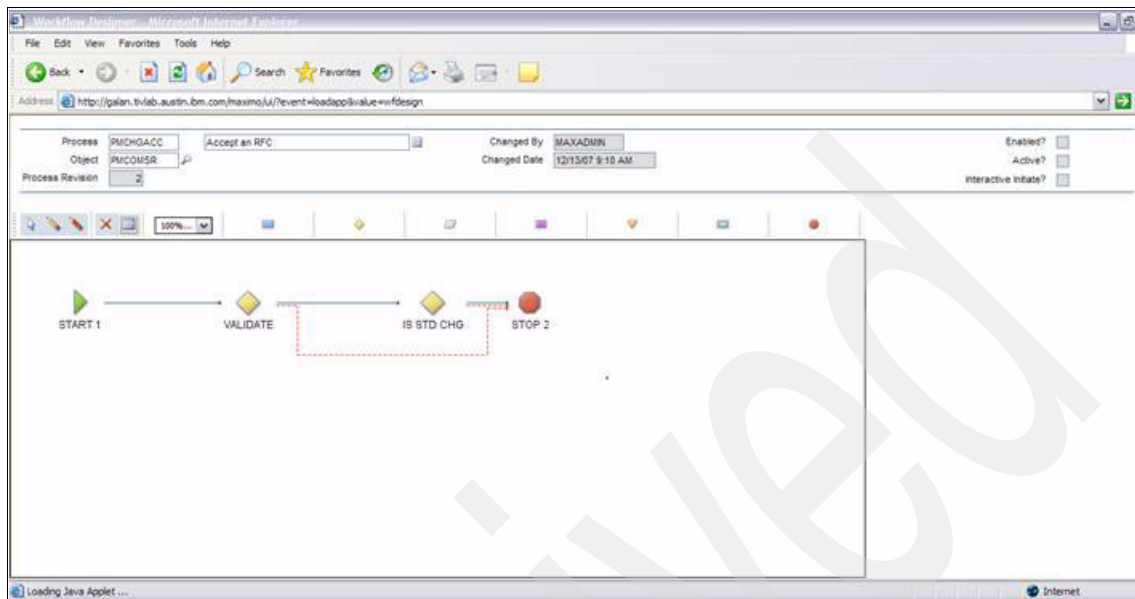 Workflow Designer - Microsoft Internet Explorer
File Edit View Favorites Tools Help
Back Search Favorites
Address http://galan.tivlab.austin.ibm.com/maximo/ui/?event=loadapp&value=wfdesign
Process PMCHGACC Accept an RFC Changed By MAXADMIN Enabled?
Object PMCOMSR Changed Date 12/13/07 9:10 AM Active?
Process Revision 2 Interactive Initiate?
100%...
START 1 VALIDATE IS STD CHG STOP 2
Loading Java Applet ... Internet